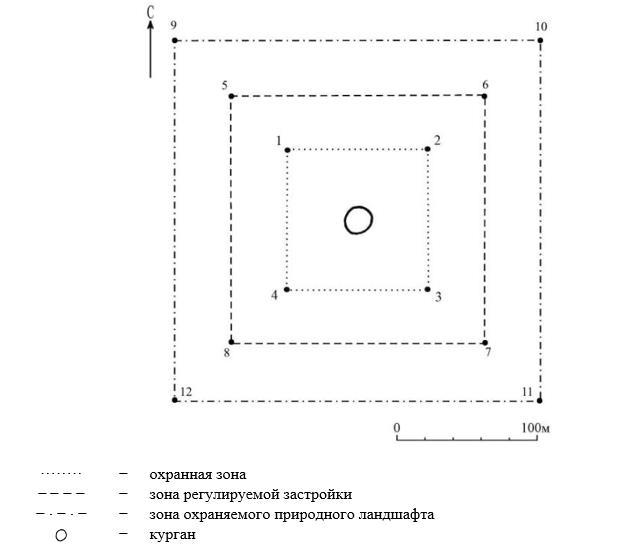 С
9 10
5 6
1 2
4 3
8 7
12 11
0 100м
– охранная зона
– зона регулируемой застройки
– зона охраняемого природного ландшафта
– курган